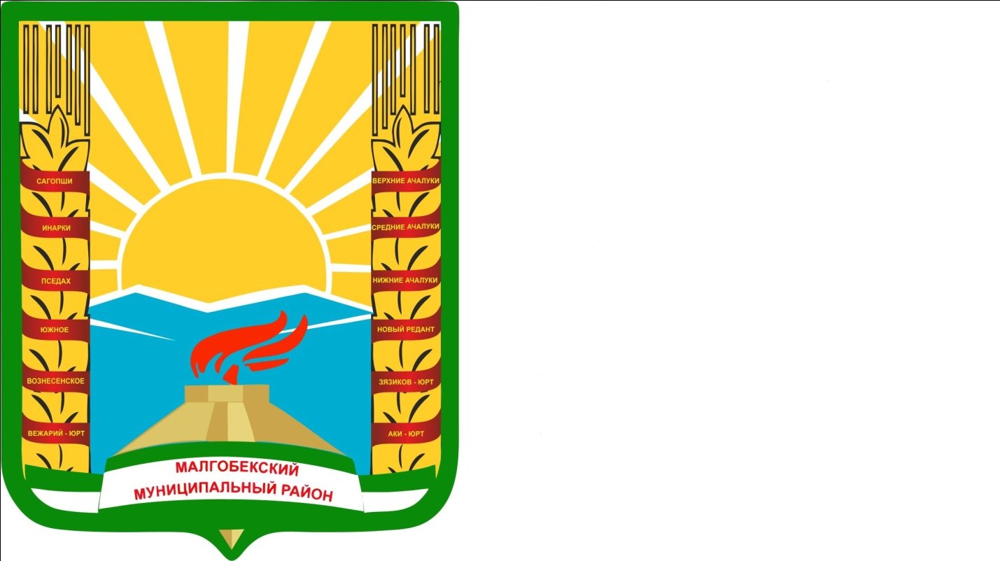 САГОПШИ
ИНАРКИ
ПСЕДАХ
ЮЖНОЕ
ВОЗНЕСЕНСКОЕ
ВЕЖАРИЙ - ЮРТ
ВЕРХНИЕ АЧАЛУКИ
СРЕДНИЕ АЧАЛУКИ
НИЖНИЕ АЧАЛУКИ
НОВЫЙ РЕДАНТ
ЗЯЗИКОВ - ЮРТ
АКИ - ЮРТ
МАЛГОБЕКСКИЙ
МУНИЦИПАЛЬНЫЙ РАЙОН